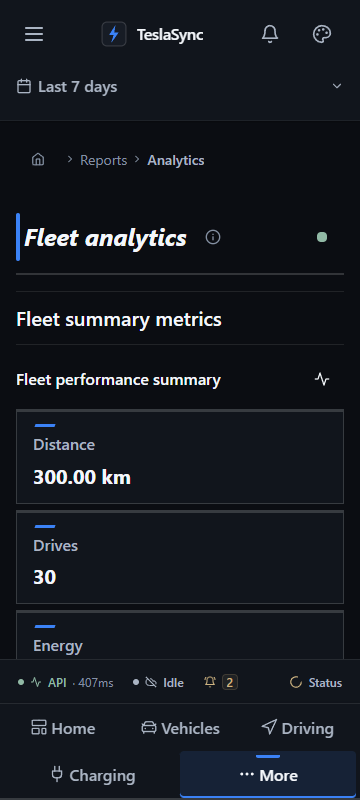 TeslaSync
Last 7 days
Reports > Analytics
Fleet analytics
Fleet summary metrics
Fleet performance summary
Distance
300.00 km
Drives
30
Energy
API · 407ms Idle 2 Status
Home Vehicles Driving
Charging More